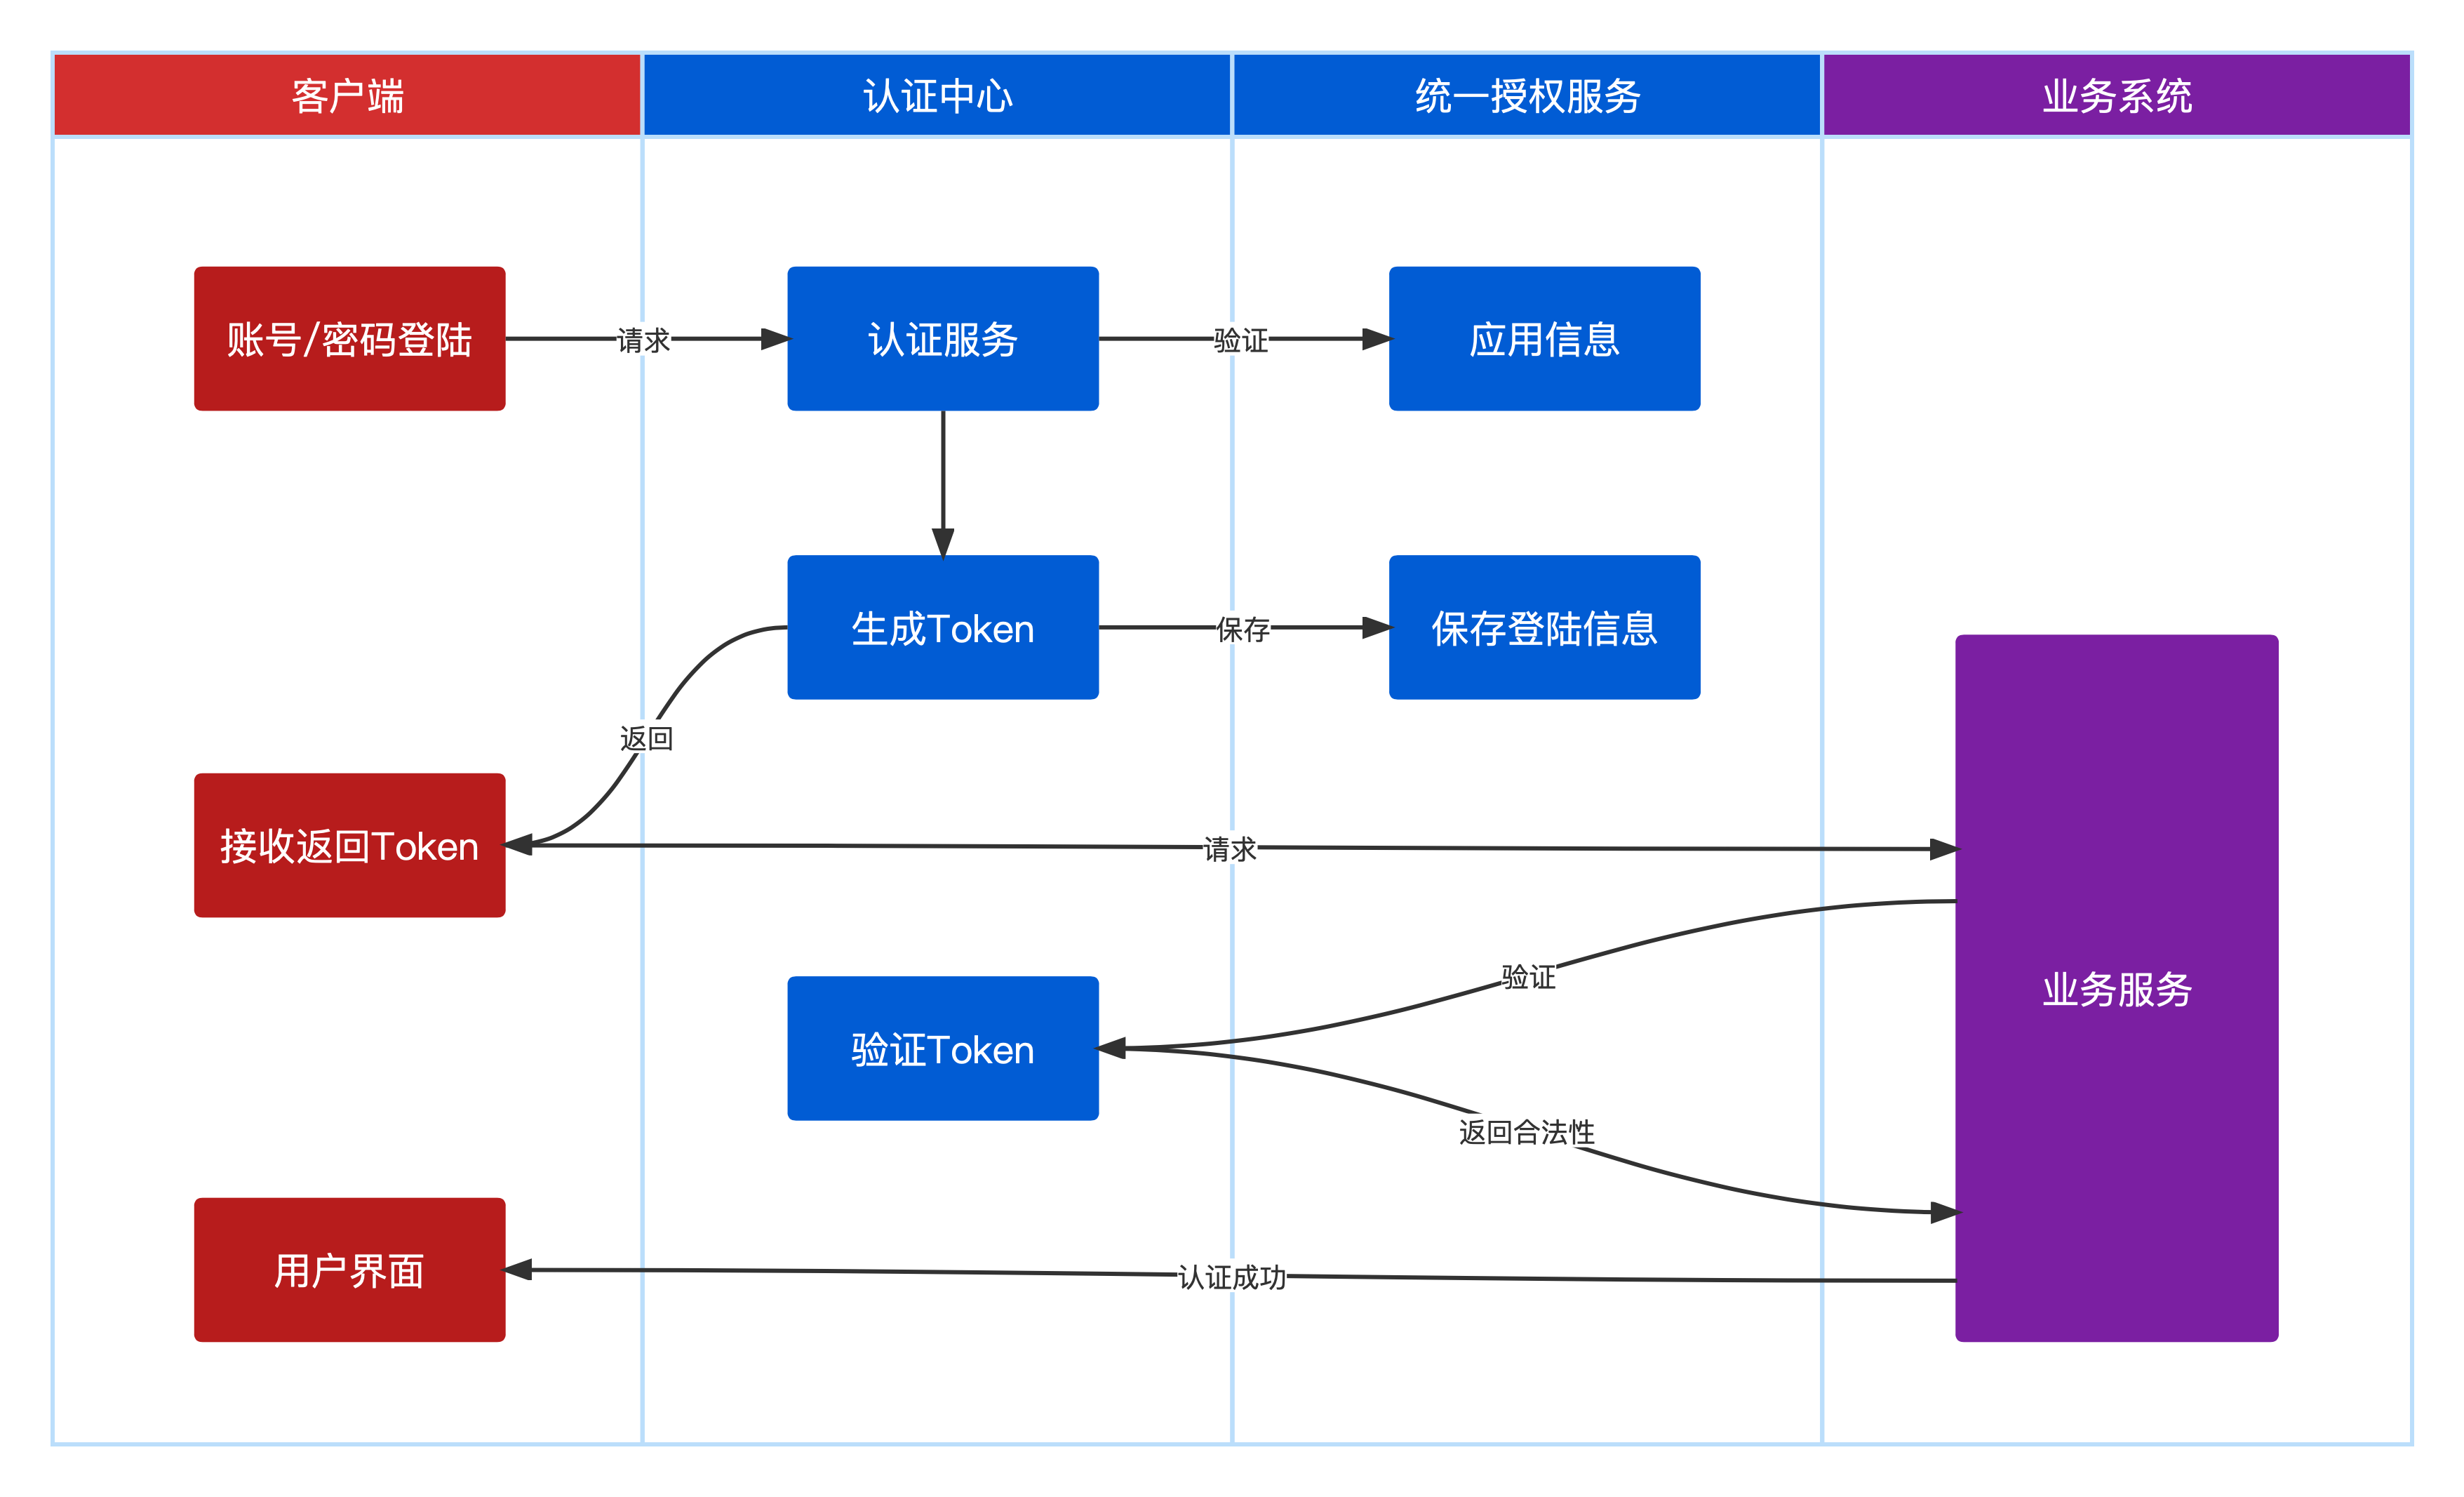 客户端
认证中心
统一授权服务
业务系统
账号/密码登陆
请求
认证服务
验证
应用信息
生成Token
保存
保存登陆信息
返回
接收返回Token
请求
验证
业务服务
验证Token
返回合法性
用户界面
认证成功